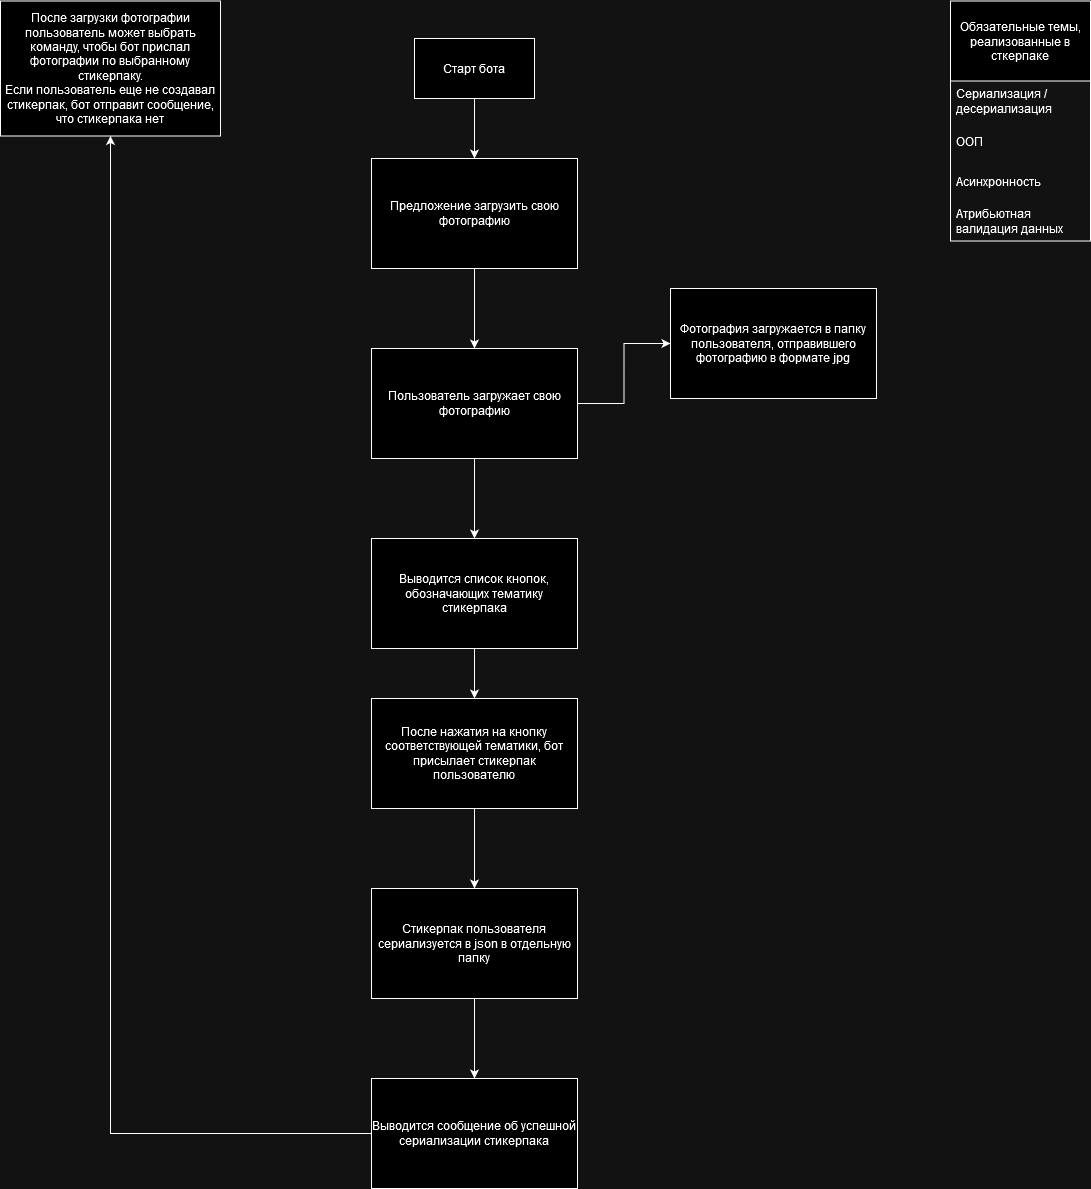 После загрузки фотографии
пользователь может выбрать
команду, чтобы бот прислал
фотографии по выбранному
стикерпаку.
Если пользователь еще не создавал
стикерпак, бот отправит сообщение,
что стикерпака нет
Старт бота
Обязательные темы,
реализованные в
сткерпаке
Сериализация /
десериализация
ООП
Асинхронность
Атрибьютная
валидация данных
Предложение загрузить свою
фотографию
Фотография загружается в папку
пользователя, отправившего
фотографию в формате jpg
Пользователь загружает свою
фотографию
Выводится список кнопок,
обозначающих тематику
стикерпака
После нажатия на кнопку
соответствующей тематики, бот
присылает стикерпак
пользователю
Стикерпак пользователя
сериализуется в json в отдельную
папку
Выводится сообщение об успешной
сериализации стикерпака